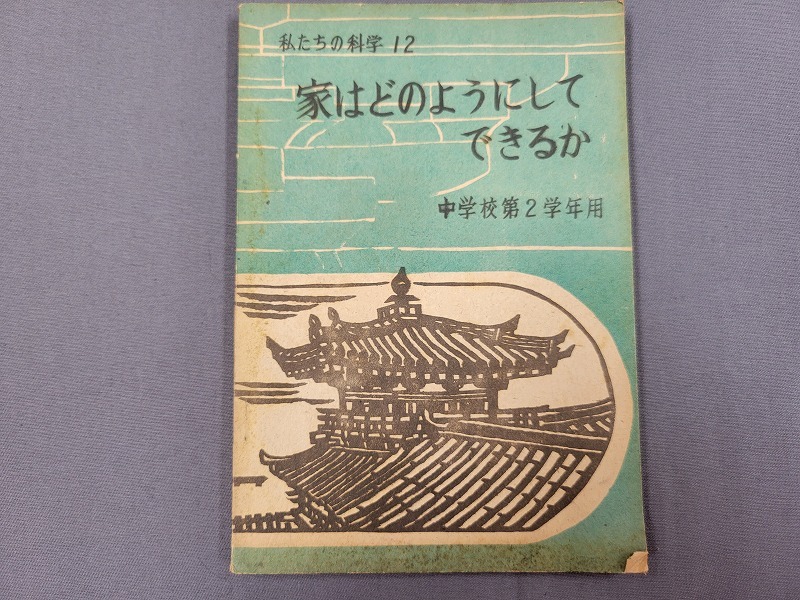 私たちの科学 12
家はどのようにして
できるか
中学校第2学年用